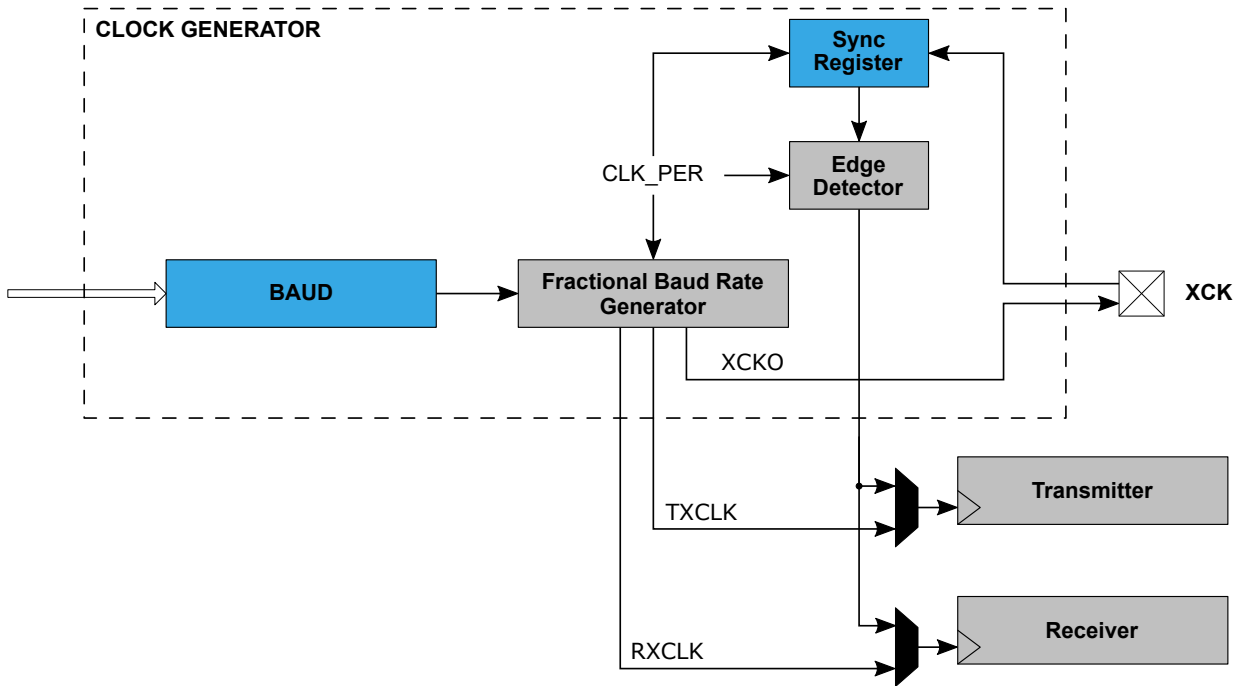 CLOCK GENERATOR
Sync
Register
CLK_PER
Edge
Detector
BAUD
Fractional Baud Rate
Generator
XCK
XCKO
TXCLK
Transmitter
RXCLK
Receiver